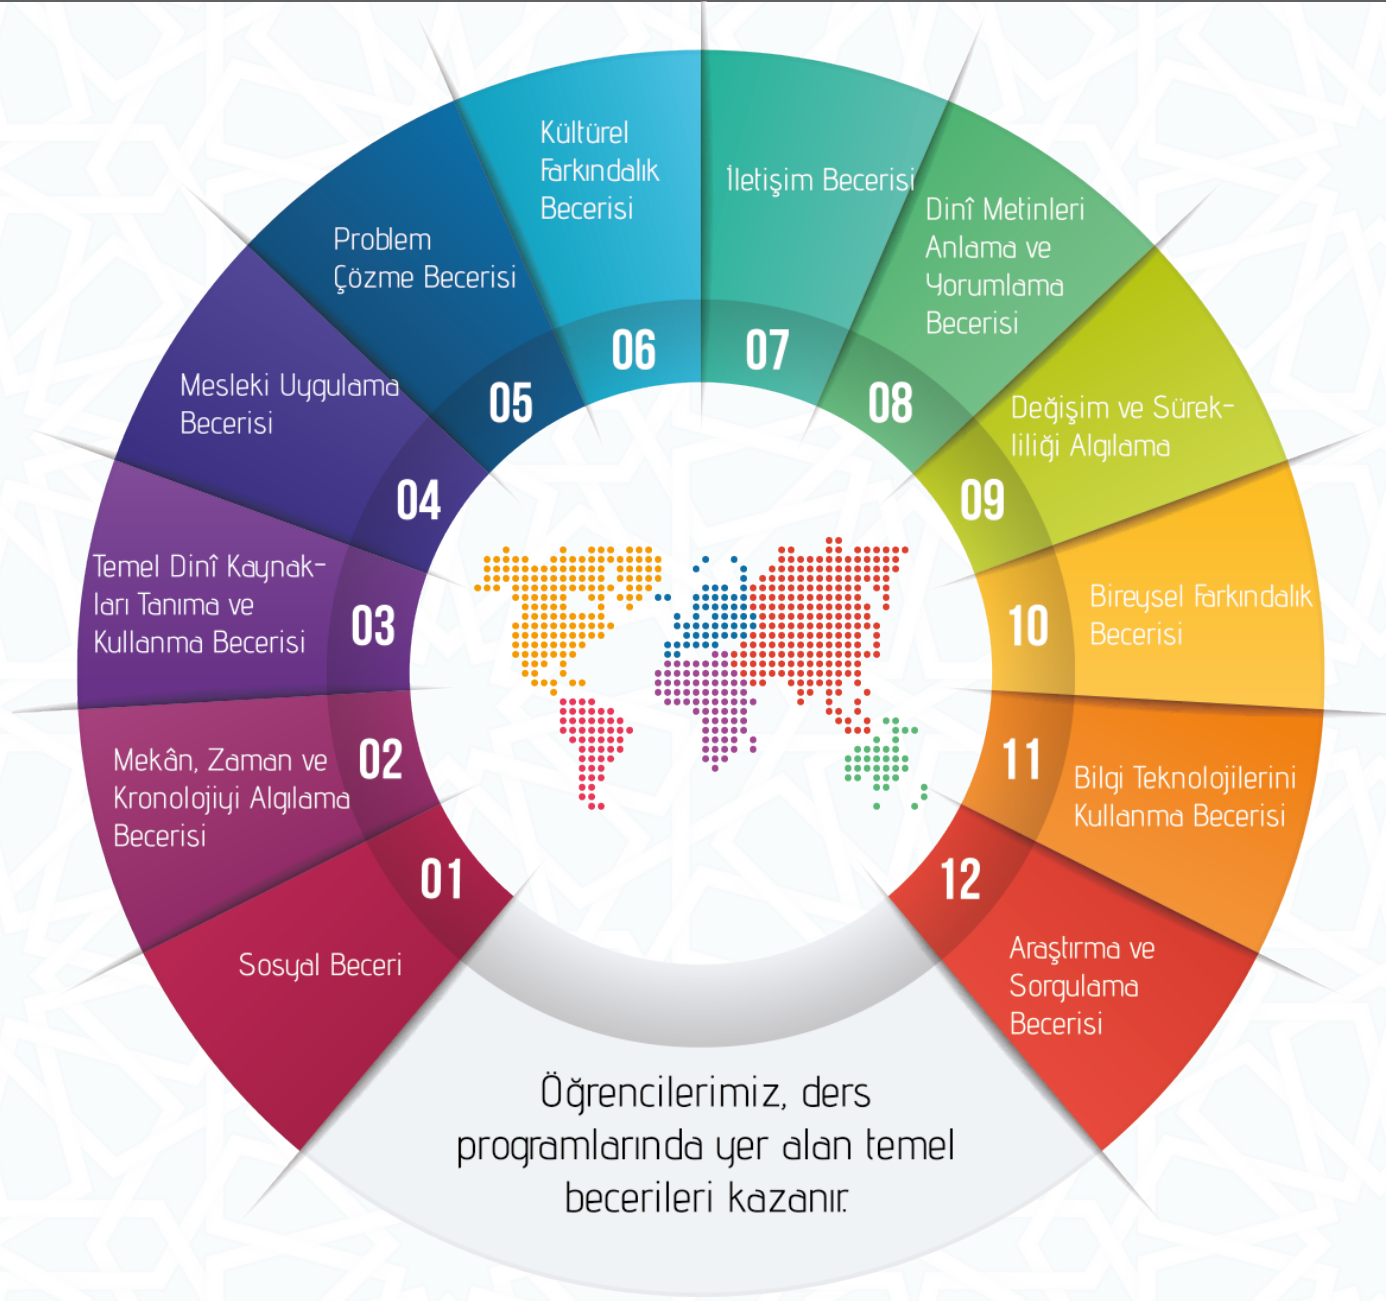 01
Sosyal Beceri
02
Mekân, Zaman ve
Kronolojiyi Algılama
Becerisi
03
Temel Dinî Kaynak-
ları Tanıma ve
Kullanma Becerisi
04
Mesleki Uygulama
Becerisi
05
Problem
Çözme Becerisi
06
Kültürel
Farkındalık
Becerisi
07
İletişim Becerisi
08
Dinî Metinleri
Anlama ve
Yorumlama
Becerisi
09
Değişim ve Sürek-
liliği Algılama
10
Bireysel Farkındalık
Becerisi
11
Bilgi Teknolojilerini
Kullanma Becerisi
12
Araştırma ve
Sorgulama
Becerisi
Öğrencilerimiz, ders
programlarında yer alan temel
becerileri kazanır.